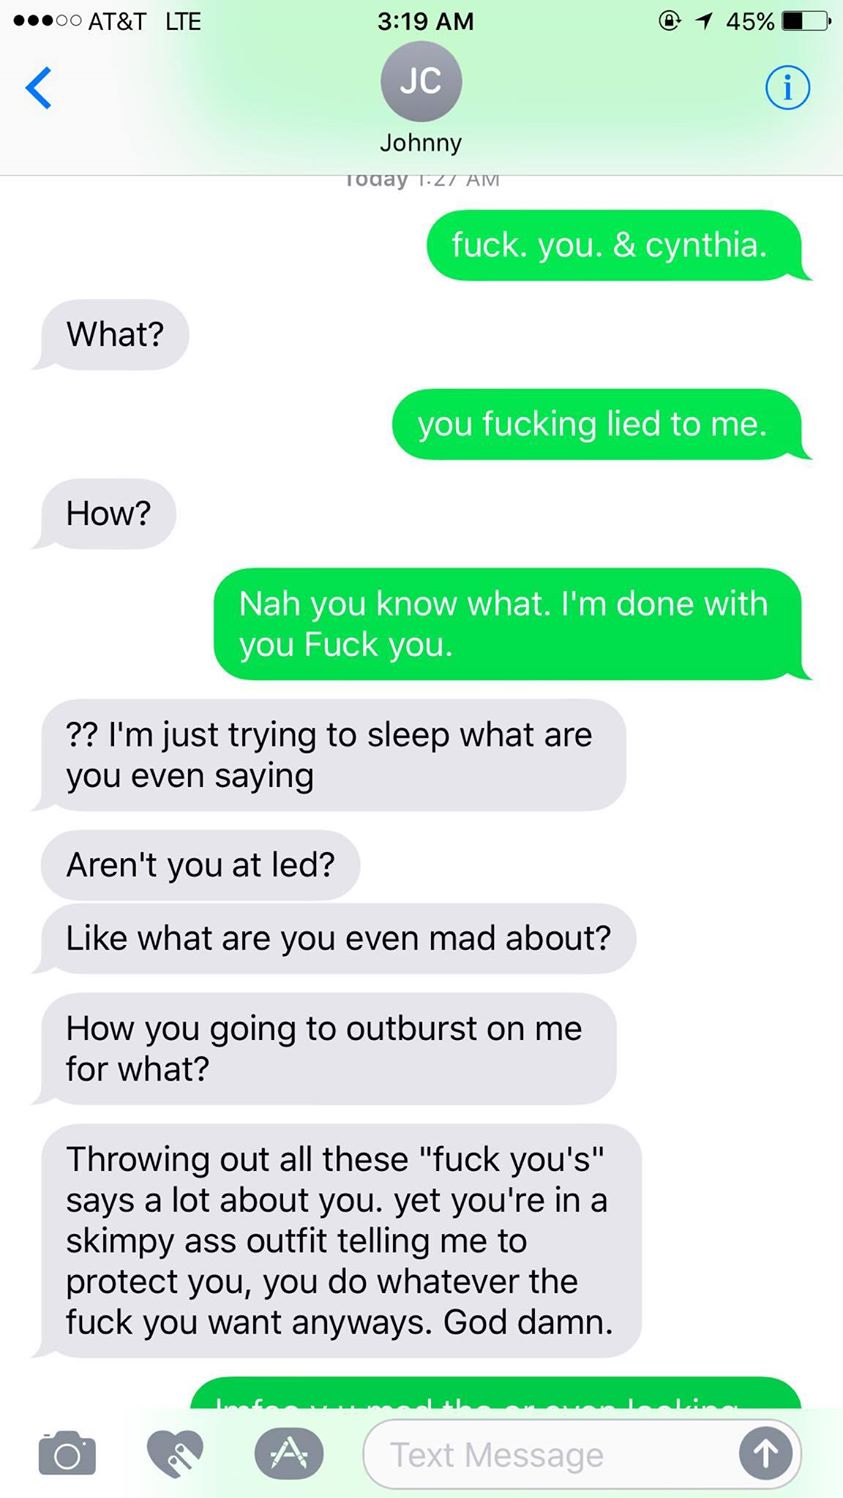 AT&T LTE 3:19 AM 45%
JC
Johnny
Today 1:27 AM
fuck. you. & cynthia.
What?
you fucking lied to me.
How?
Nah you know what. I'm done with
you Fuck you.
?? I'm just trying to sleep what are
you even saying
Aren't you at led?
Like what are you even mad about?
How you going to outburst on me
for what?
Throwing out all these "fuck you's"
says a lot about you. yet you're in a
skimpy ass outfit telling me to
protect you, you do whatever the
fuck you want anyways. God damn.
even looking
Text Message